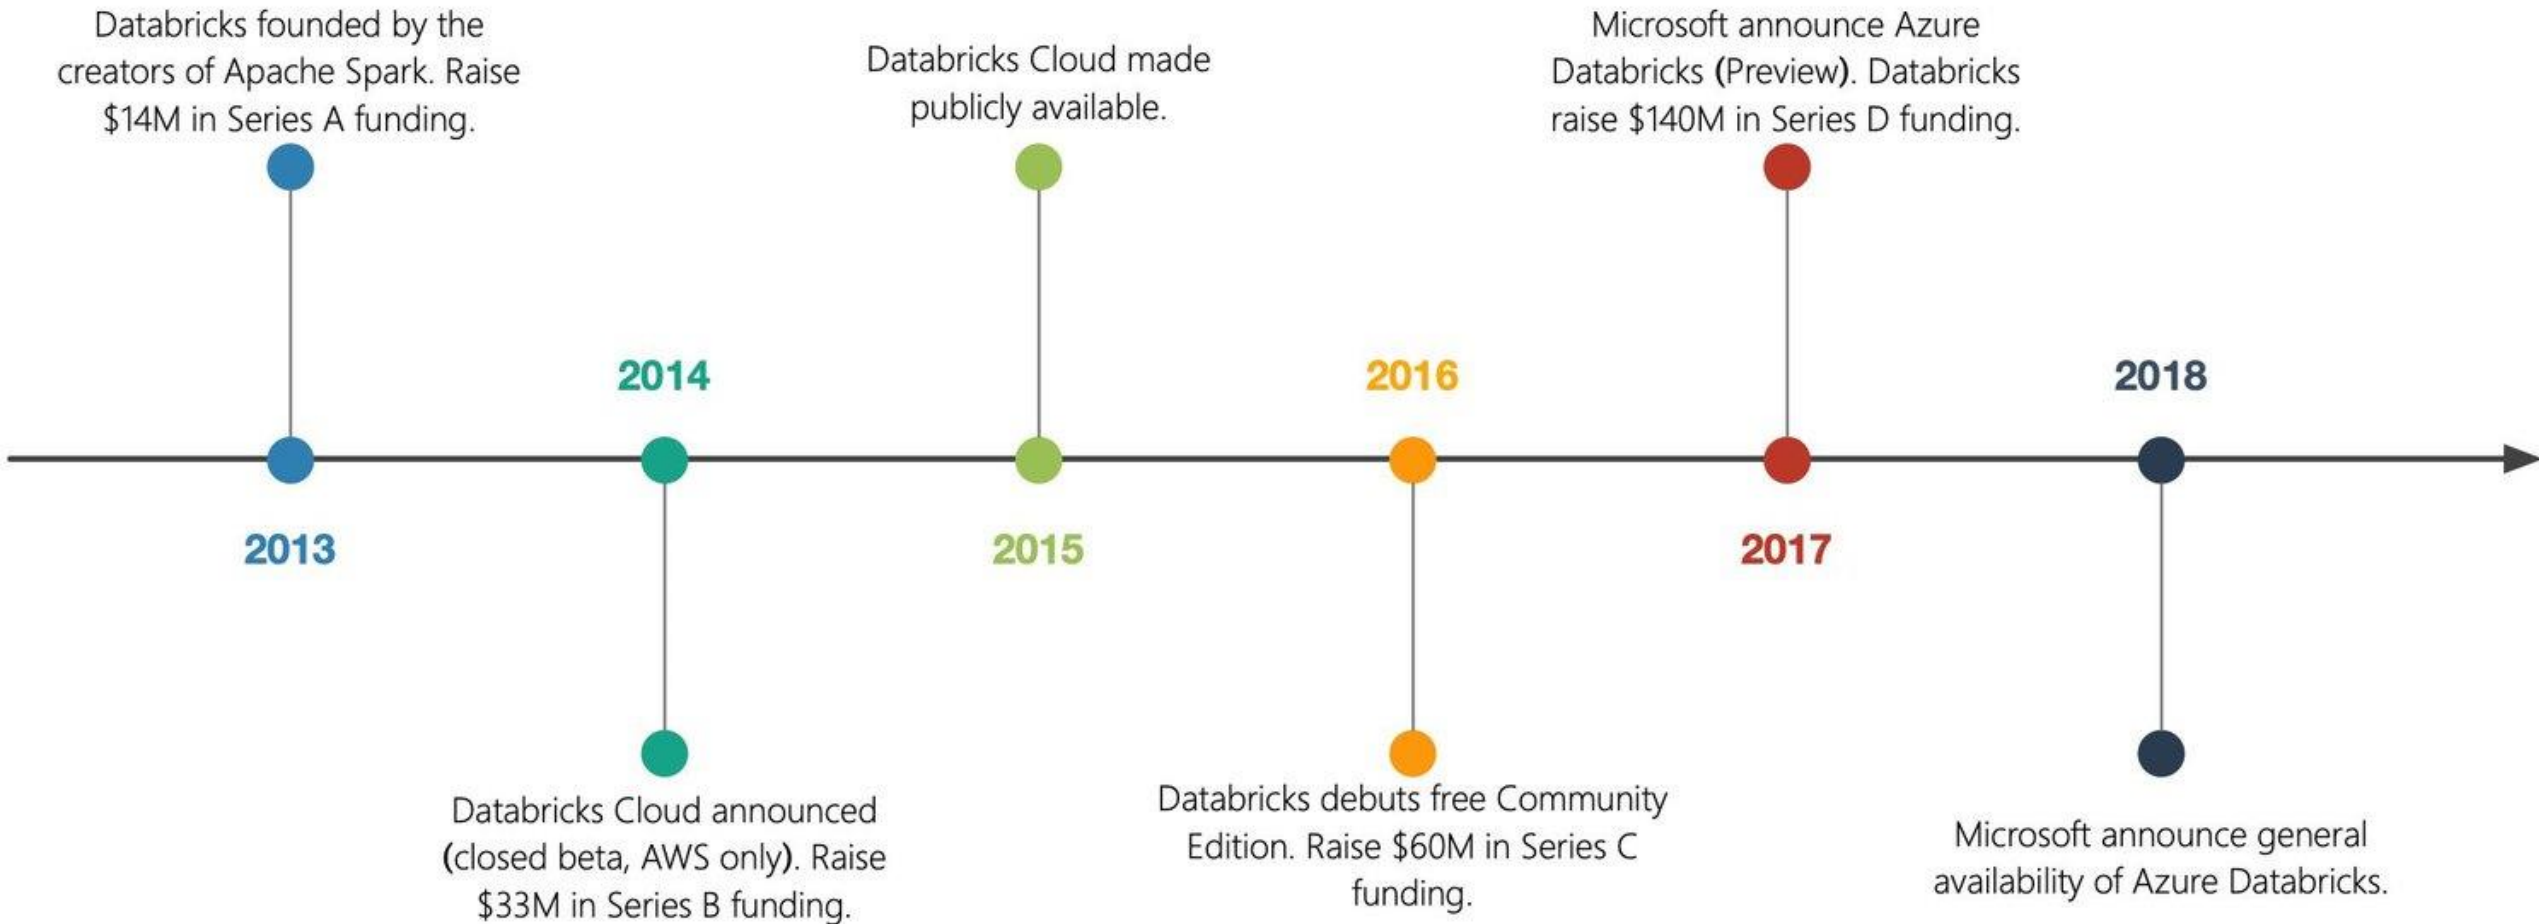 Databricks founded by the
creators of Apache Spark. Raise
$14M in Series A funding.
2013
2014
Databricks Cloud announced
(closed beta, AWS only). Raise
$33M in Series B funding.
Databricks Cloud made
publicly available.
2015
2016
Databricks debuts free Community
Edition. Raise $60M in Series C
funding.
Microsoft announce Azure
Databricks (Preview). Databricks
raise $140M in Series D funding.
2017
2018
Microsoft announce general
availability of Azure Databricks.